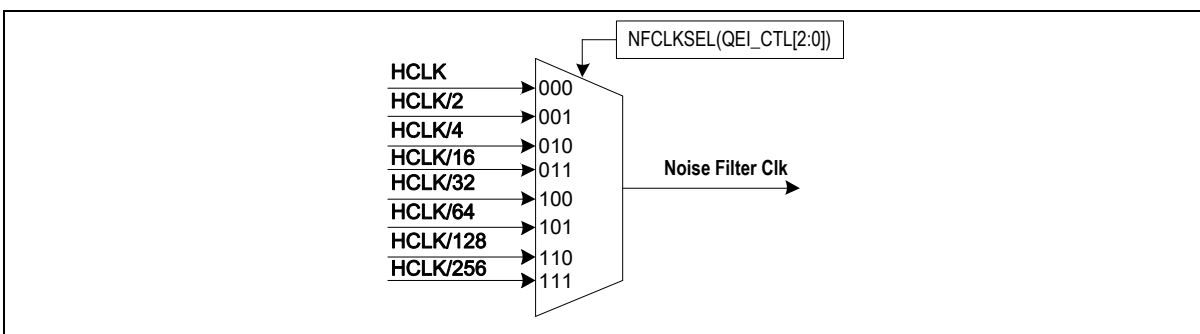 NFCLKSEL(QEI_CTL[2:0])
HCLK
000
HCLK/2
001
HCLK/4
010
HCLK/16
011
HCLK/32
100
HCLK/64
101
HCLK/128
110
HCLK/256
111
Noise Filter Clk